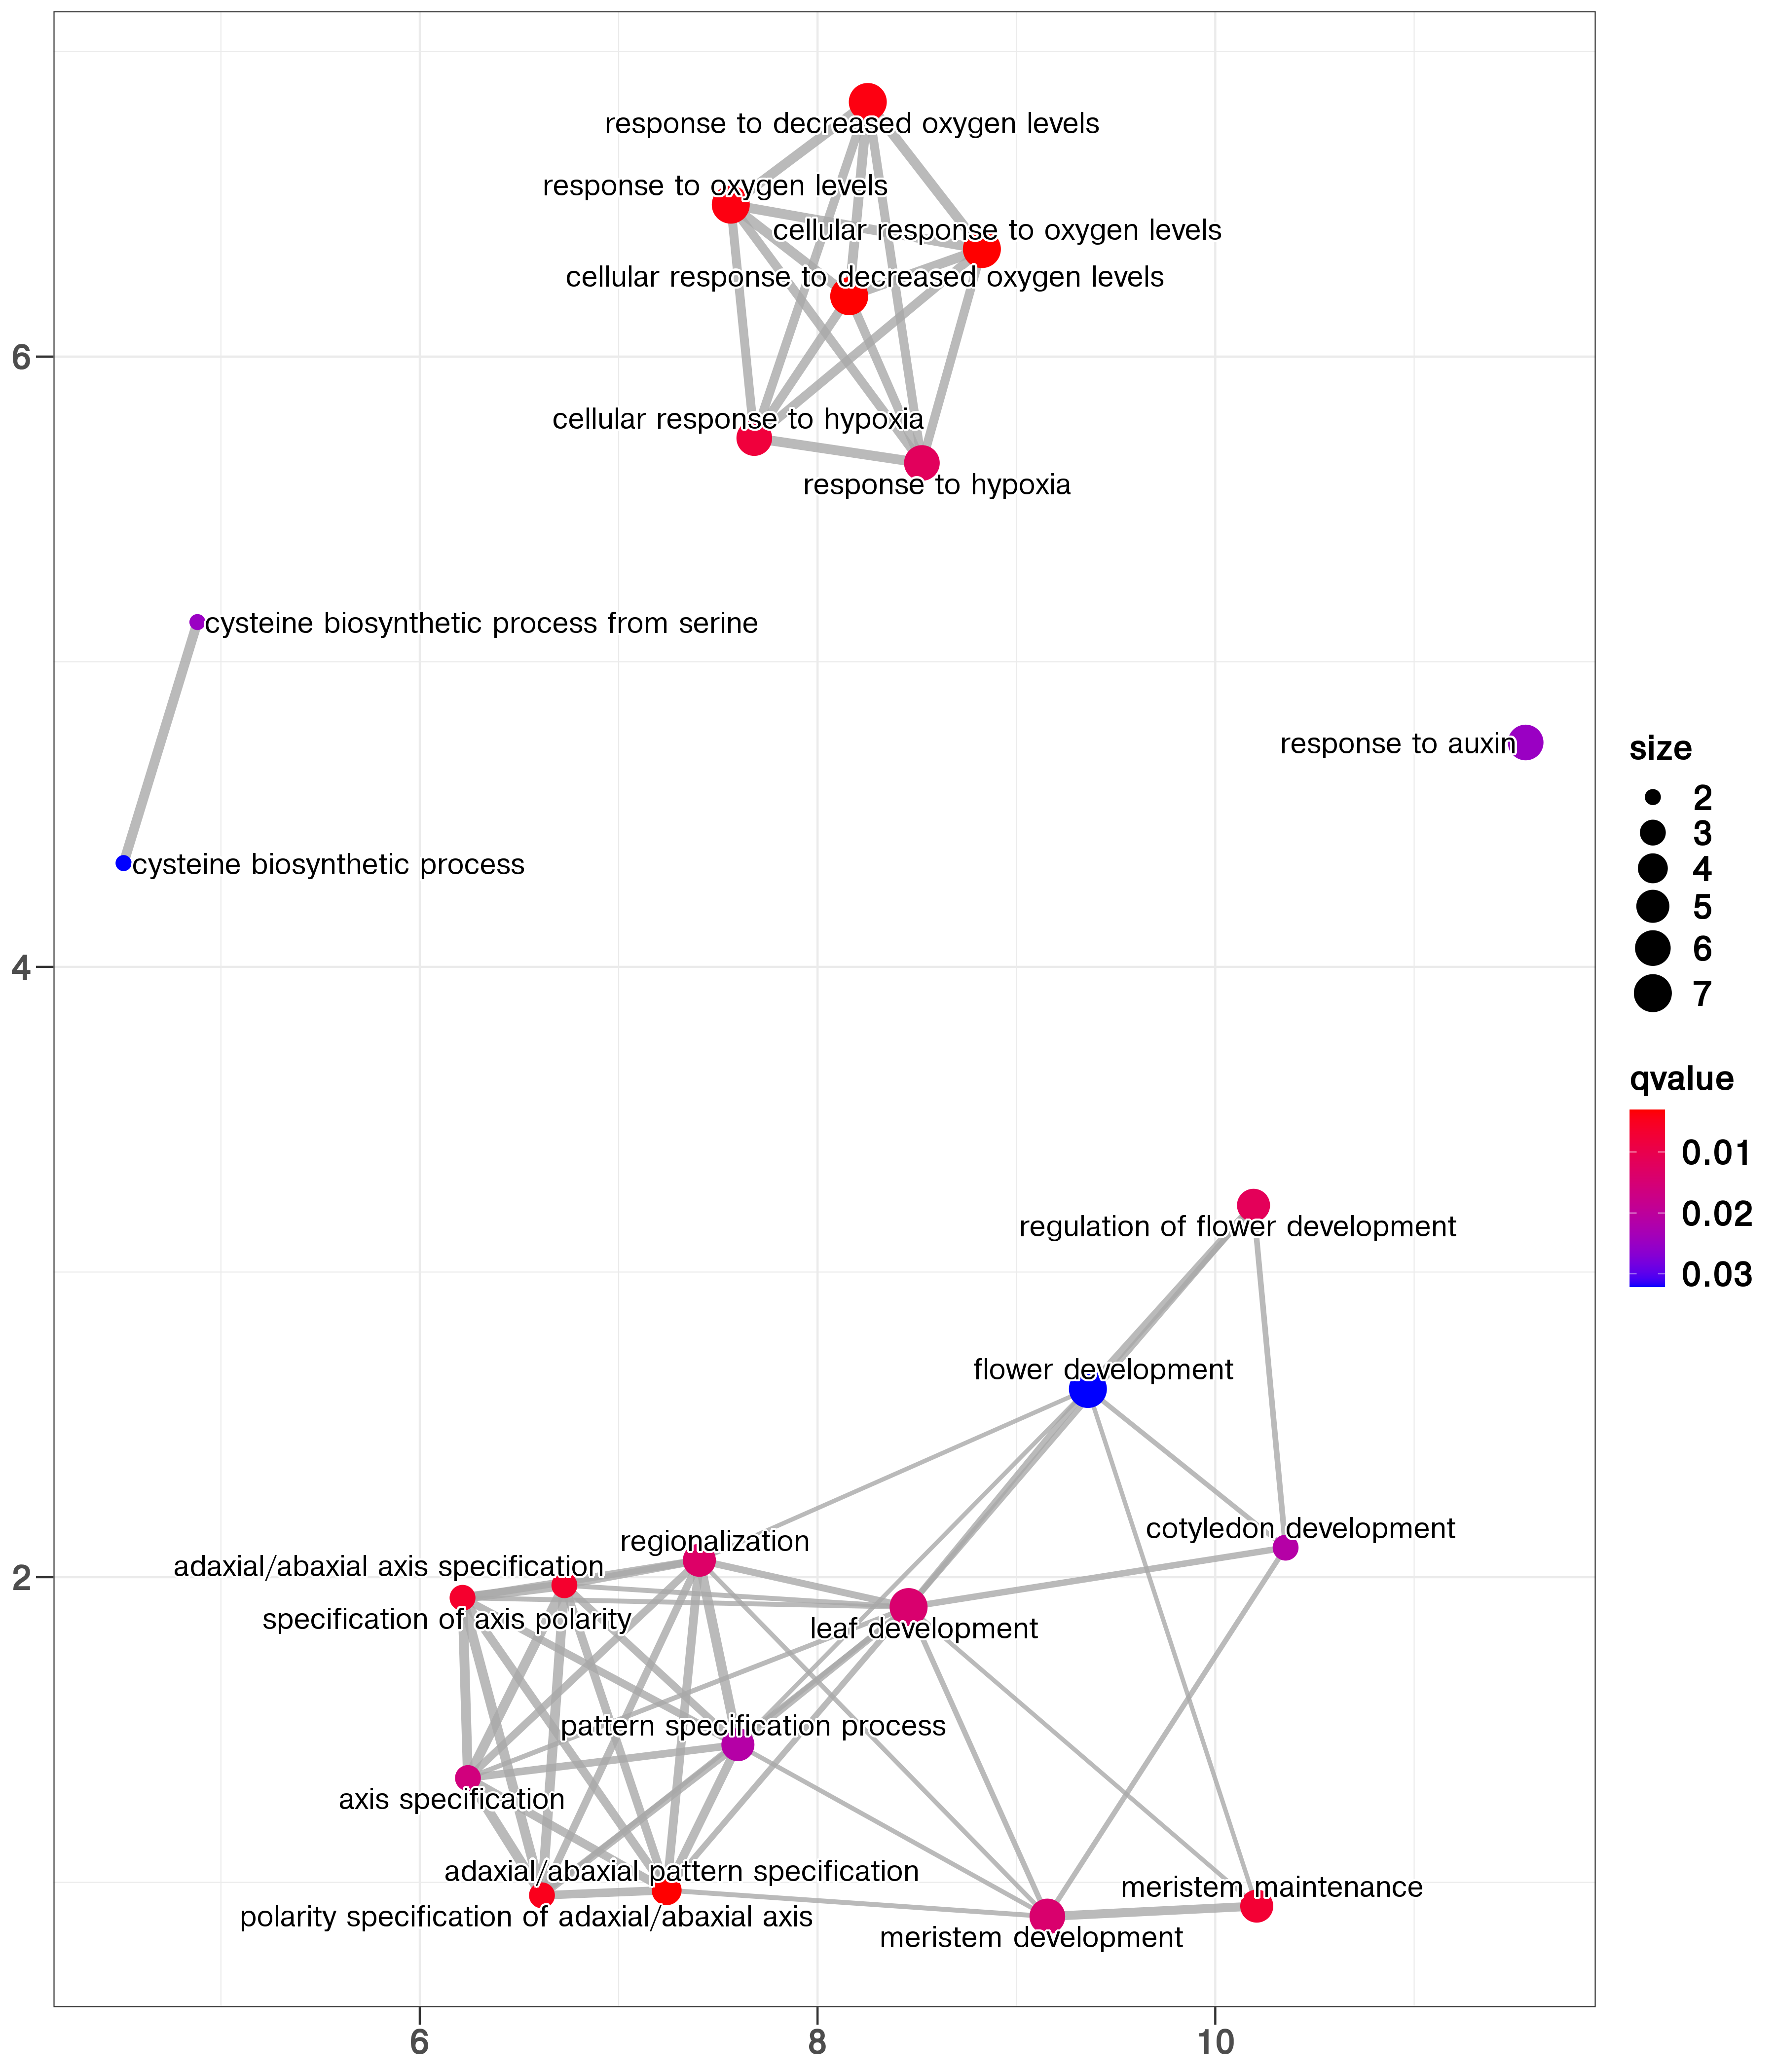 response to decreased oxygen levels
response to oxygen levels
cellular response to oxygen levels
cellular response to decreased oxygen levels
6
cellular response to hypoxia
response to hypoxia
cysteine biosynthetic process from serine
response to auxin
size
2
3
4
5
6
7
cysteine biosynthetic process
4
qvalue
0.01
0.02
0.03
regulation of flower development
flower development
cotyledon development
regionalization
adaxial/abaxial axis specification
2
specification of axis polarity
leaf development
pattern specification process
axis specification
adaxial/abaxial pattern specification
meristem maintenance
polarity specification of adaxial/abaxial axis
meristem development
6
8
10